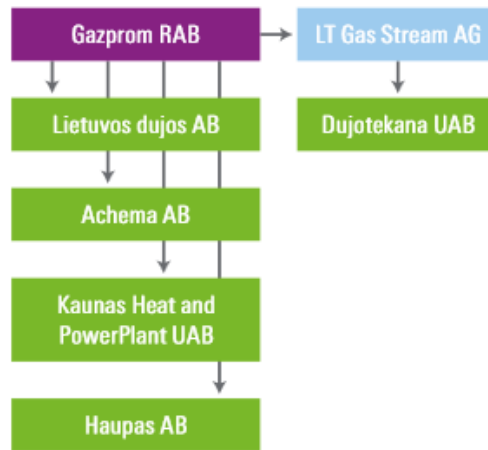 Gazprom RAB
LT Gas Stream AG
Lietuvos dujos AB
Dujotekana UAB
Achema AB
Kaunas Heat and
PowerPlant UAB
Haupas AB